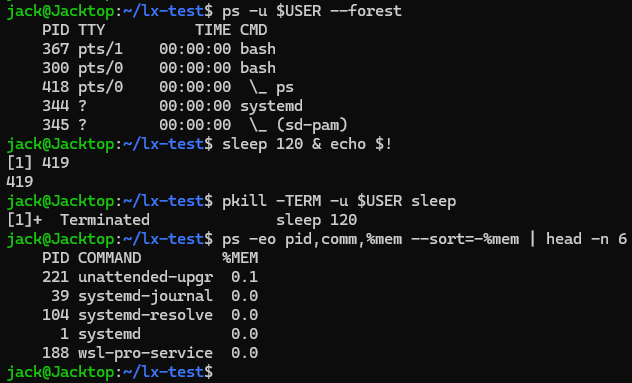 jack@Jacktop:~/lx-test$ ps -u $USER --forest
    PID TTY          TIME CMD
    367 pts/1    00:00:00 bash
    300 pts/0    00:00:00 bash
    418 pts/0    00:00:00  \_ ps
    344 ?        00:00:00 systemd
    345 ?        00:00:00  \_ (sd-pam)
jack@Jacktop:~/lx-test$ sleep 120 & echo $!
[1] 419
419
jack@Jacktop:~/lx-test$ pkill -TERM -u $USER sleep
[1]+  Terminated              sleep 120
jack@Jacktop:~/lx-test$ ps -eo pid,comm,%mem --sort=-%mem | head -n 6
    PID COMMAND         %MEM
    221 unattended-upgr  0.1
     39 systemd-journal  0.0
    104 systemd-resolve  0.0
      1 systemd          0.0
    188 wsl-pro-service  0.0
jack@Jacktop:~/lx-test$